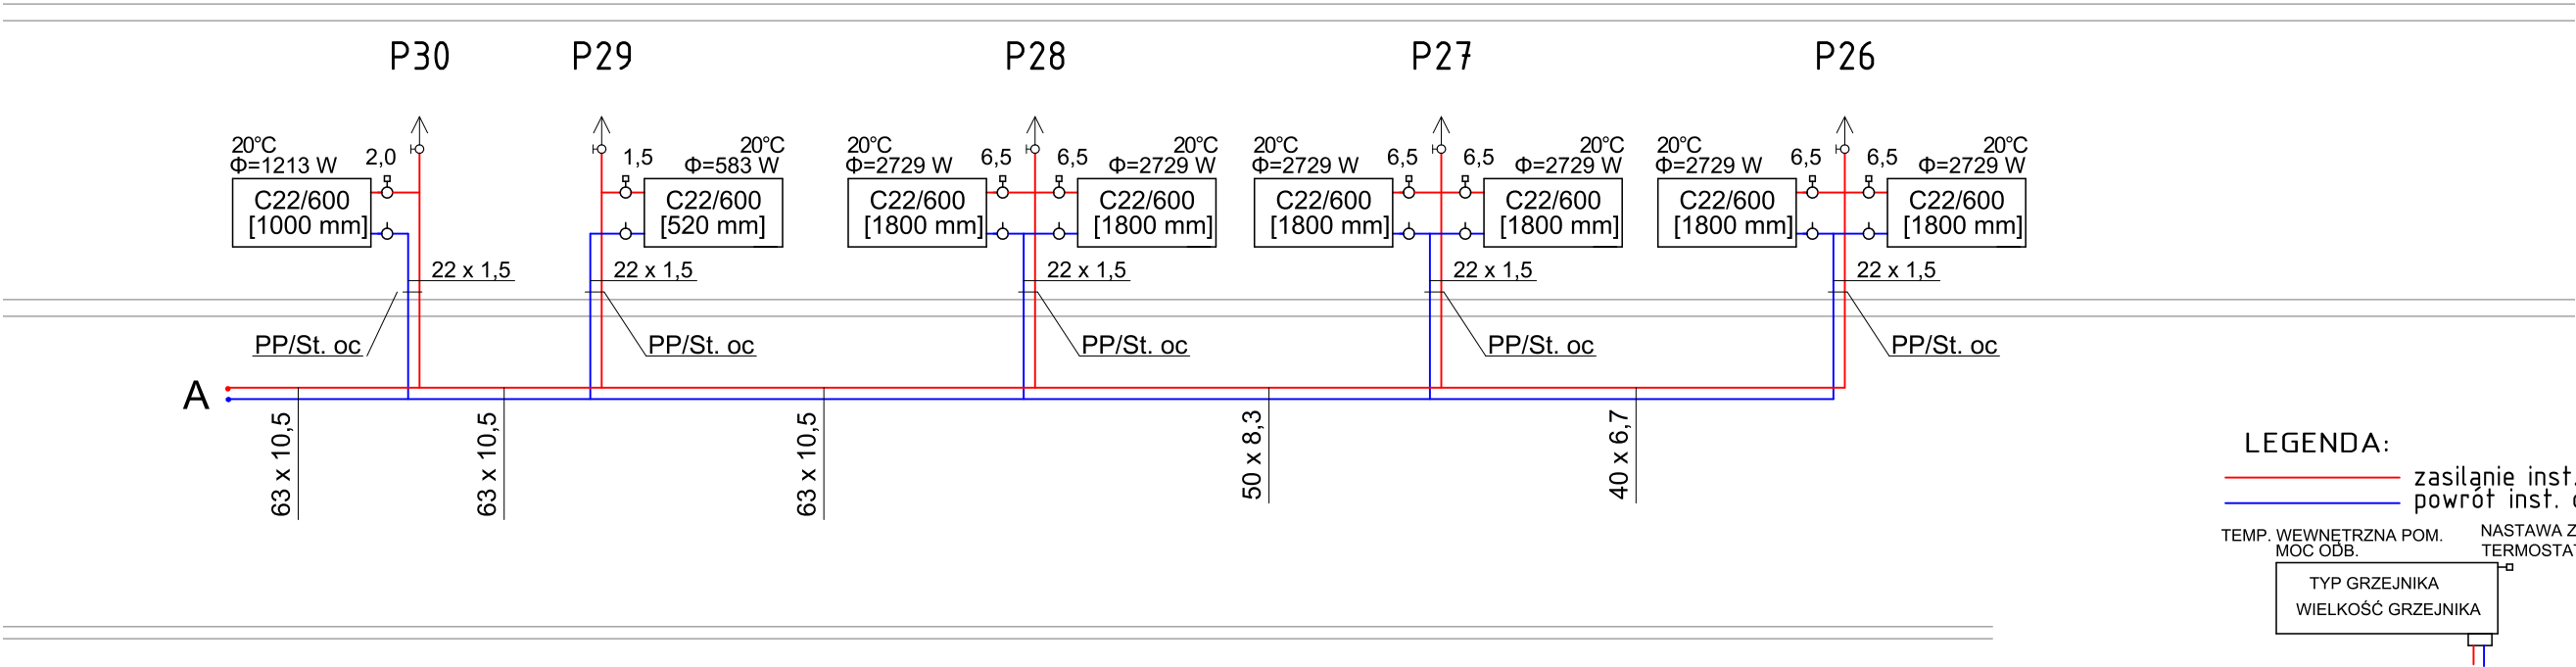 P30 P29 P28 P27 P26
20°C 20°C 20°C 20°C 20°C 20°C 20°C 20°C
Φ=1213 W 2,0 1,5 Φ=583 W Φ=2729 W 6,5 6,5 Φ=2729 W Φ=2729 W 6,5 6,5 Φ=2729 W Φ=2729 W 6,5 6,5 Φ=2729 W
C22/600 C22/600 C22/600 C22/600 C22/600 C22/600 C22/600 C22/600
[1000 mm] [520 mm] [1800 mm] [1800 mm] [1800 mm] [1800 mm] [1800 mm] [1800 mm]
22 x 1,5 22 x 1,5 22 x 1,5 22 x 1,5 22 x 1,5
PP/St. oc PP/St. oc PP/St. oc PP/St. oc PP/St. oc
A
63 x 10,5
63 x 10,5
63 x 10,5
50 x 8,3
40 x 6,7
LEGENDA:
zasilanie inst.
powrót inst.
TEMP. WEWNĘTRZNA POM.
MOC ODB.
NASTAWA
TYP GRZEJNIKA
WIELKOŚĆ GRZEJNIKA